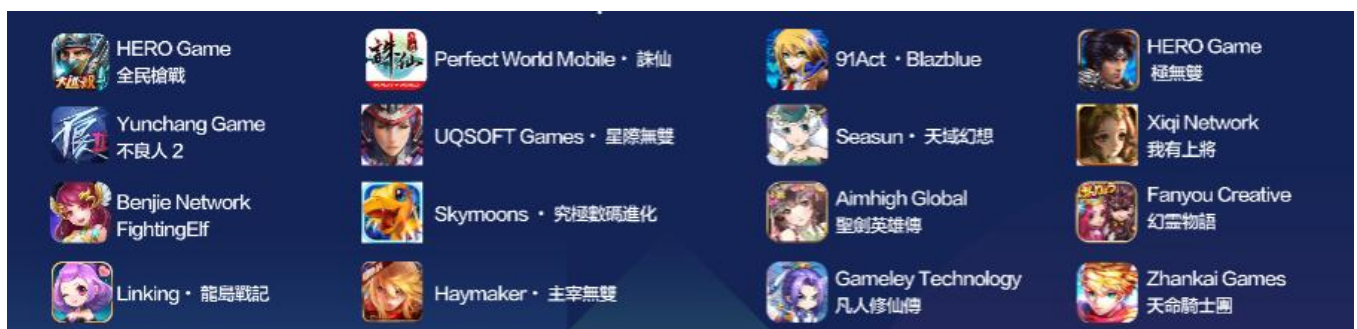 HERO Game
全民槍戰
Perfect World Mobile・ 誅仙
91Act ・Blazblue
HERO Game
極無雙
Yunchang Game
不良人 2
UQSOFT Games・ 星際無雙
Seasun・ 天域幻想
Xiqi Network
我有上將
Benjie Network
FightingElf
Skymoons ・ 究極數碼進化
Aimhigh Global
聖劍英雄傳
Fanyou Creative
幻霊物語
Linking・ 龍局戰記
Haymaker・ 主宰無雙
Gameley Technology
凡人修仙傳
Zhankai Games
天命騎士團